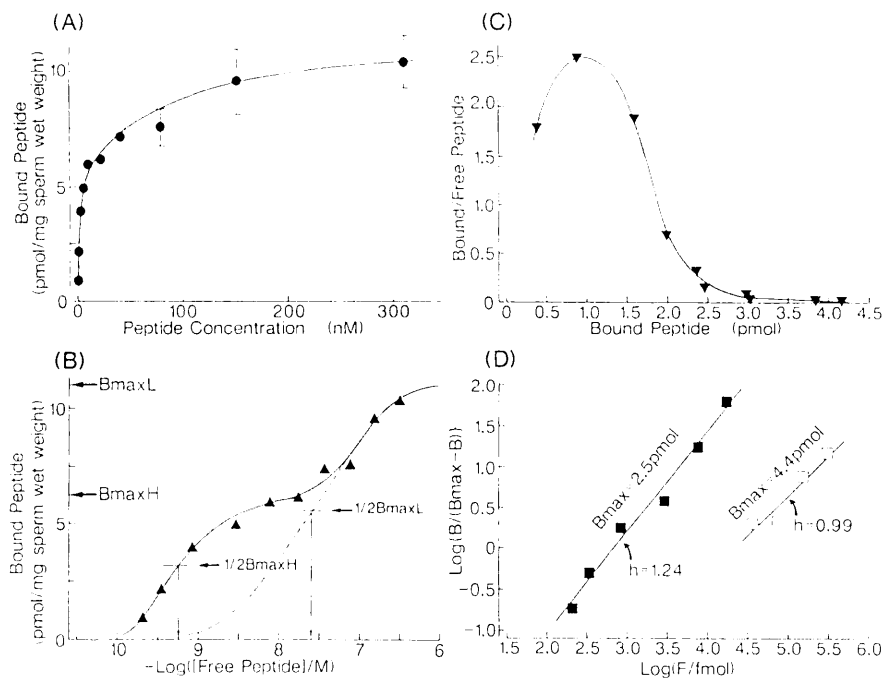 (A)
Bound Peptide
(pmol/mg sperm wet weight)
10
5
0
0
100
200
300
Peptide Concentration (nM)
(C)
Bound/Free Peptide
2.5
2.0
1.5
1.0
0.5
0
0
0.5
1.0
1.5
2.0
2.5
3.0
3.5
4.0
4.5
5.0
Bound Peptide (pmol)
(B)
Bound Peptide
(pmol/mg sperm wet weight)
10
5
0
BmaxL
BmaxH
1/2BmaxL
1/2BmaxH
10
9
8
7
6
-Log([Free Peptide]/M)
(D)
Log{B/(Bmax-B)}
2.0
1.5
1.0
0.5
0
-0.5
-1.0
Bmax=2.5pmol
Bmax=4.4pmol
h=1.24
h=0.99
1.5
2.0
2.5
3.0
3.5
4.0
4.5
5.0
5.5
6.0
Log(F/fmol)